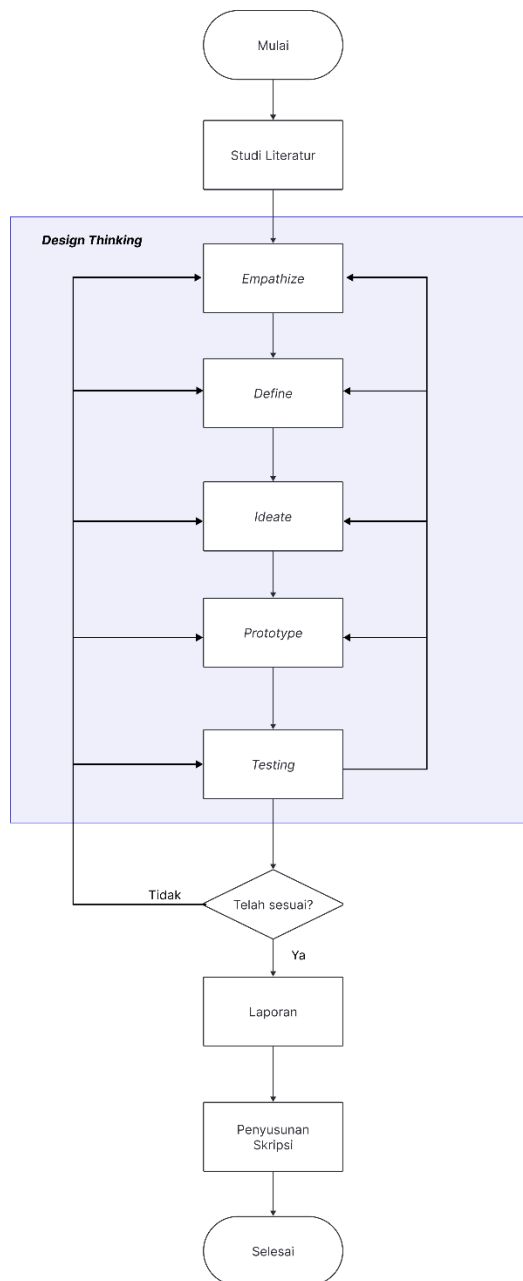 Mulai
Studi Literatur
Design Thinking
Empathize
Define
Ideate
Prototype
Testing
Telah sesuai?
Tidak
Ya
Laporan
Penyusunan
Skripsi
Selesai